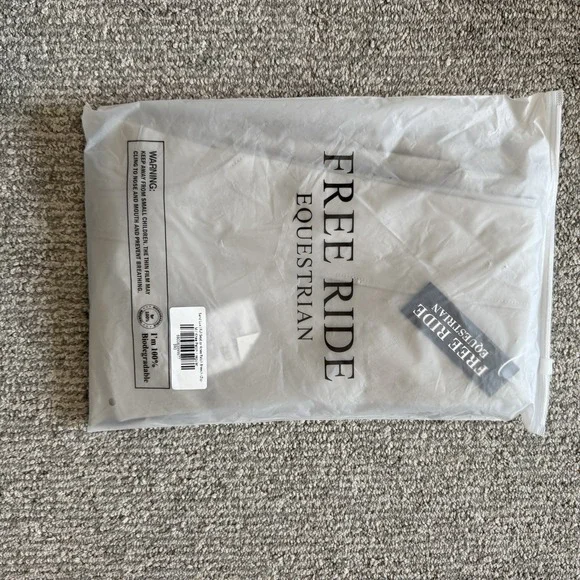 FREE RIDE
EQUESTRIAN
FREE RIDE
EQUESTRIAN
WARNING:
KEEP AWAY FROM SMALL CHILDREN. THE THIN FILM MAY
CLING TO NOSE AND MOUTH AND PREVENT BREATHING.
100%
I'm 100%
Biodegradable